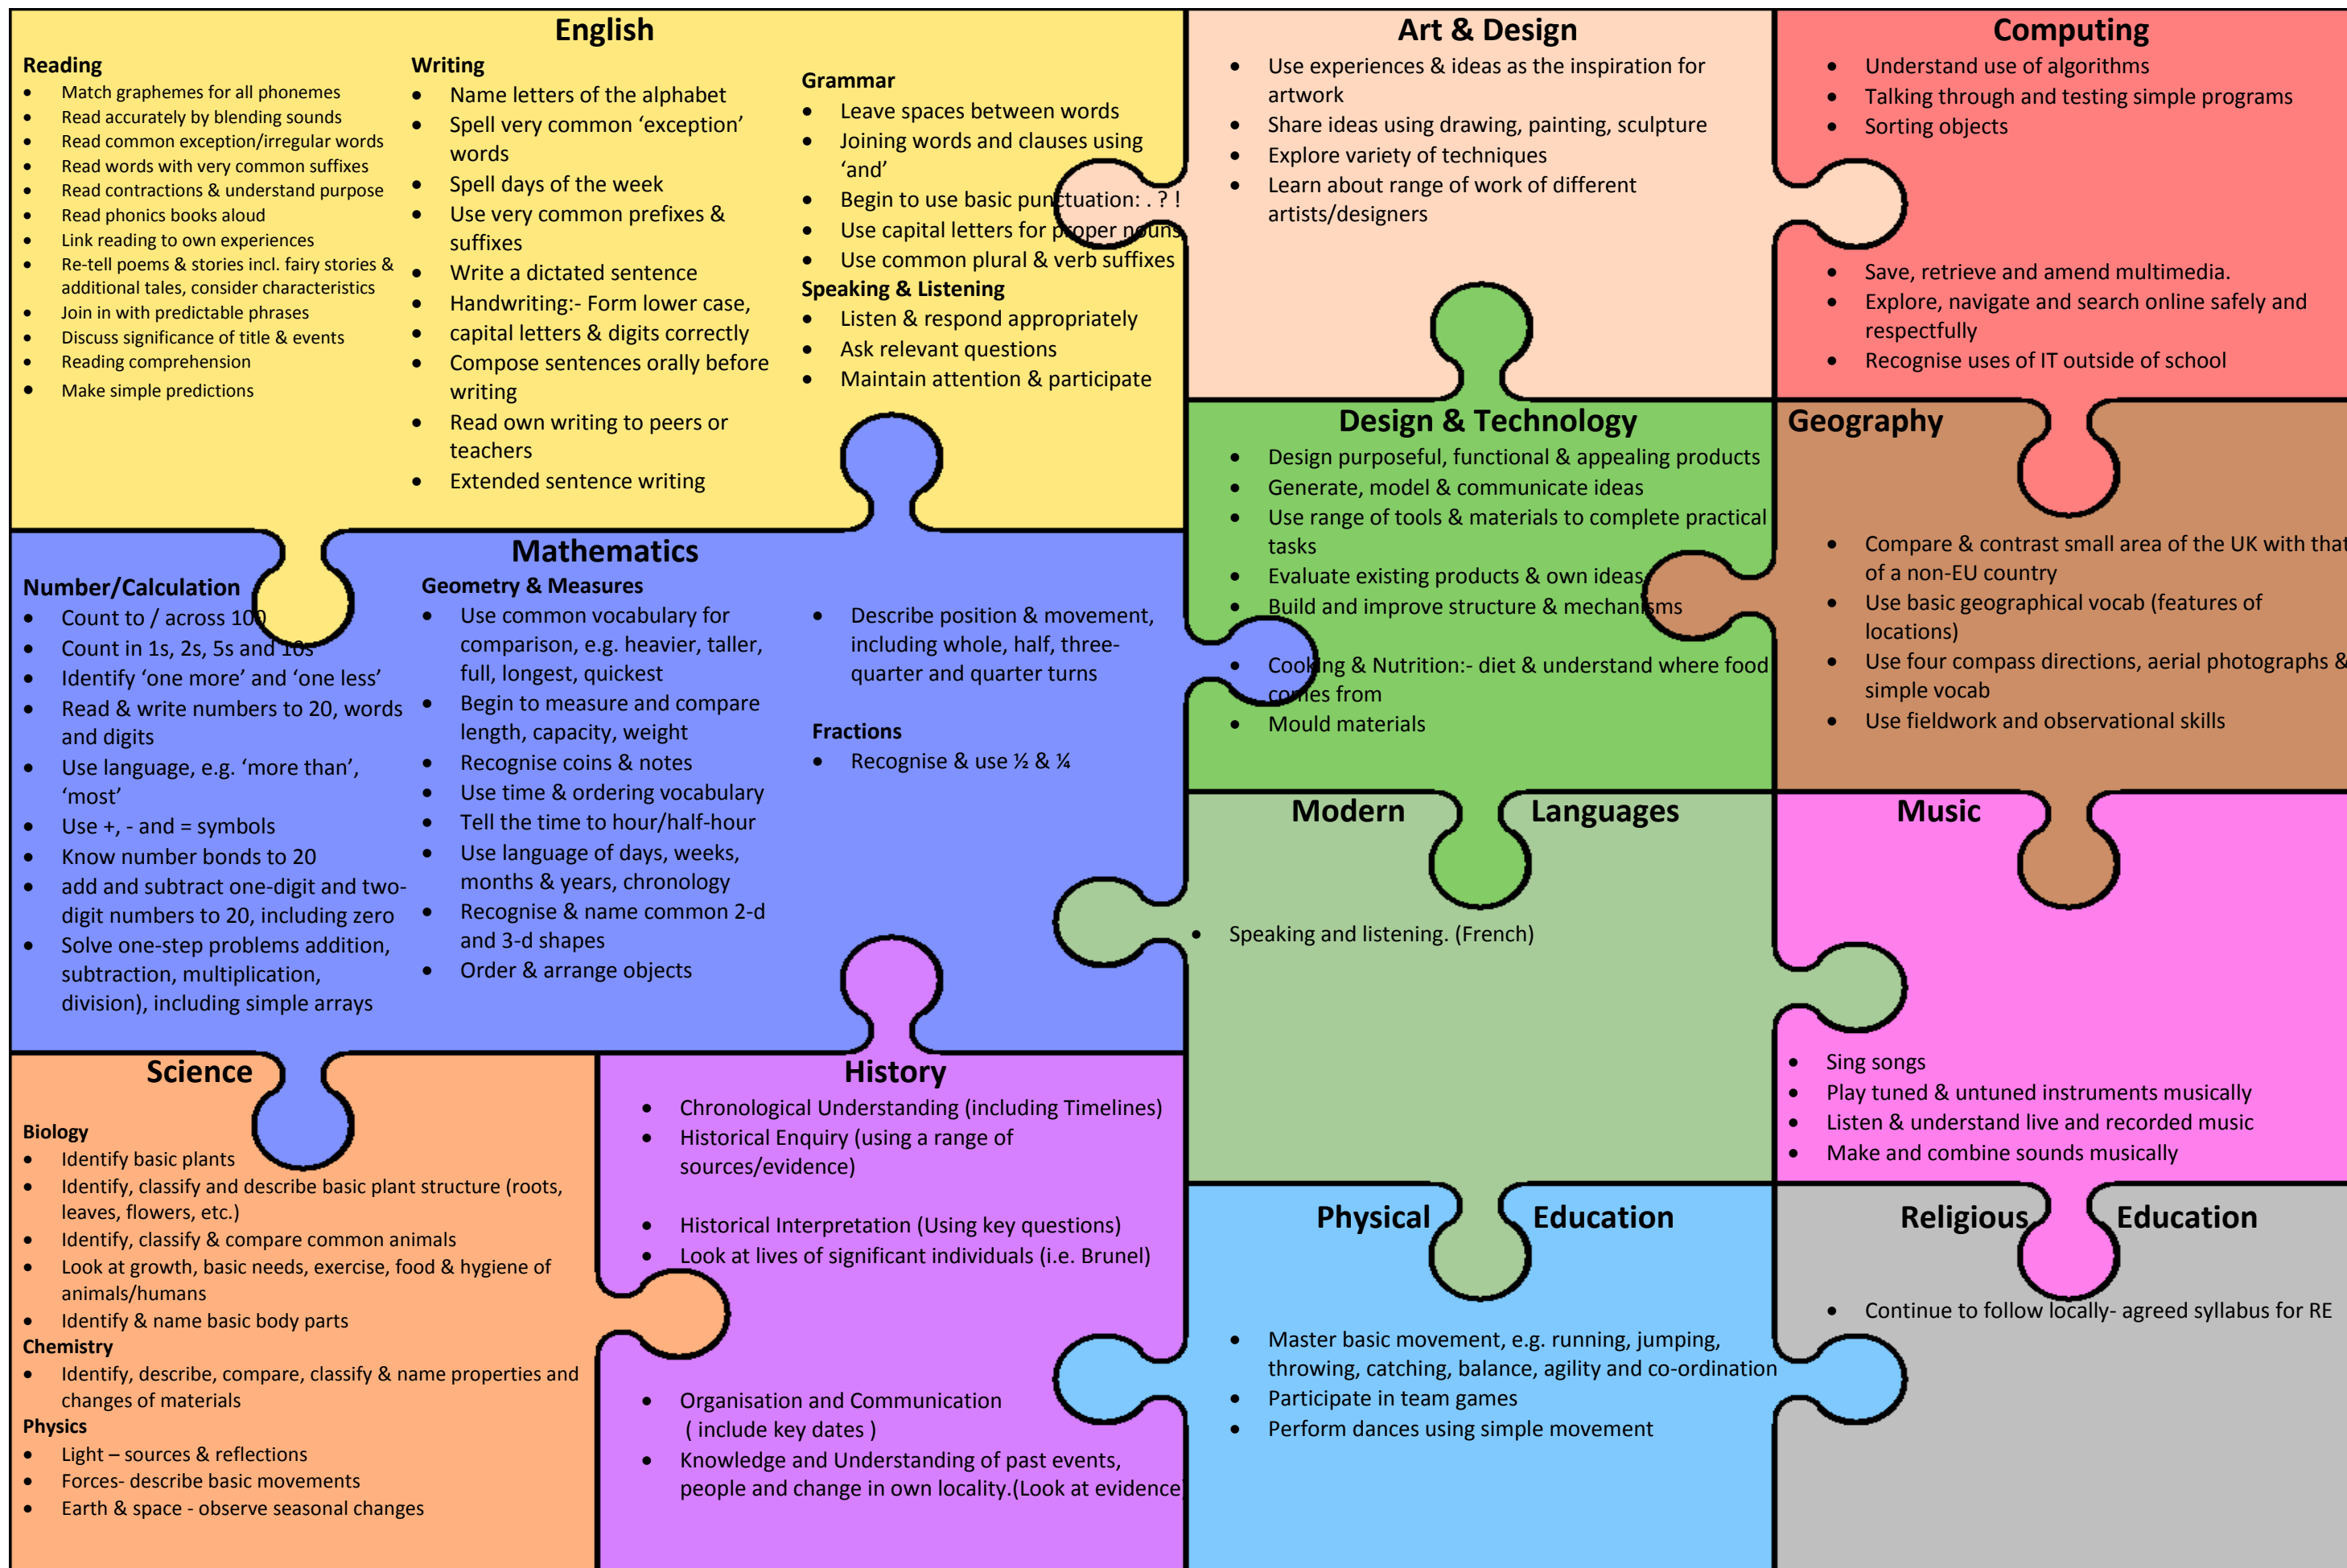 English
Reading
• Match graphemes for all phonemes
• Read accurately by blending sounds
• Read common exception/irregular words
• Read words with very common suffixes
• Read contractions & understand purpose
• Read phonics books aloud
• Link reading to own experiences
• Re-tell poems & stories incl. fairy stories &
additional tales, consider characteristics
• Join in with predictable phrases
• Discuss significance of title & events
• Reading comprehension
• Make simple predictions
Writing
• Name letters of the alphabet
• Spell very common ‘exception’
words
• Spell days of the week
• Use very common prefixes &
suffixes
• Write a dictated sentence
• Handwriting:- Form lower case,
• capital letters & digits correctly
• Compose sentences orally before
writing
• Read own writing to peers or
teachers
• Extended sentence writing
Grammar
• Leave spaces between words
• Joining words and clauses using
‘and’
• Begin to use basic punctuation: . ? !
• Use capital letters for proper nouns
• Use common plural & verb suffixes
Speaking & Listening
• Listen & respond appropriately
• Ask relevant questions
• Maintain attention & participate
Art & Design
• Use experiences & ideas as the inspiration for
artwork
• Share ideas using drawing, painting, sculpture
• Explore variety of techniques
• Learn about range of work of different
artists/designers
Computing
• Understand use of algorithms
• Talking through and testing simple programs
• Sorting objects
• Save, retrieve and amend multimedia.
• Explore, navigate and search online safely and
respectfully
• Recognise uses of IT outside of school
Design & Technology
• Design purposeful, functional & appealing products
• Generate, model & communicate ideas
• Use range of tools & materials to complete practical
tasks
• Evaluate existing products & own ideas
• Build and improve structure & mechanisms
• Cooking & Nutrition:- diet & understand where food
comes from
• Mould materials
Geography
• Compare & contrast small area of the UK with that
of a non-EU country
• Use basic geographical vocab (features of
locations)
• Use four compass directions, aerial photographs &
simple vocab
• Use fieldwork and observational skills
Mathematics
Number/Calculation
• Count to / across 100
• Count in 1s, 2s, 5s and 10s
• Identify ‘one more’ and ‘one less’
• Read & write numbers to 20, words
and digits
• Use language, e.g. ‘more than’,
‘most’
• Use +, - and = symbols
• Know number bonds to 20
• add and subtract one-digit and two-
digit numbers to 20, including zero
• Solve one-step problems addition,
subtraction, multiplication,
division), including simple arrays
Geometry & Measures
• Use common vocabulary for
comparison, e.g. heavier, taller,
full, longest, quickest
• Begin to measure and compare
length, capacity, weight
• Recognise coins & notes
• Use time & ordering vocabulary
• Tell the time to hour/half-hour
• Use language of days, weeks,
months & years, chronology
• Recognise & name common 2-d
and 3-d shapes
• Order & arrange objects
• Describe position & movement,
including whole, half, three-
quarter and quarter turns
Fractions
• Recognise & use ½ & ¼
Modern Languages
• Speaking and listening. (French)
Music
• Sing songs
• Play tuned & untuned instruments musically
• Listen & understand live and recorded music
• Make and combine sounds musically
Science
Biology
• Identify basic plants
• Identify, classify and describe basic plant structure (roots,
leaves, flowers, etc.)
• Identify, classify & compare common animals
• Look at growth, basic needs, exercise, food & hygiene of
animals/humans
• Identify & name basic body parts
Chemistry
• Identify, describe, compare, classify & name properties and
changes of materials
Physics
• Light – sources & reflections
• Forces- describe basic movements
• Earth & space - observe seasonal changes
History
• Chronological Understanding (including Timelines)
• Historical Enquiry (using a range of
sources/evidence)
• Historical Interpretation (Using key questions)
• Look at lives of significant individuals (i.e. Brunel)
• Organisation and Communication
( include key dates )
• Knowledge and Understanding of past events,
people and change in own locality.(Look at evidence)
Physical Education
• Master basic movement, e.g. running, jumping,
throwing, catching, balance, agility and co-ordination
• Participate in team games
• Perform dances using simple movement
Religious Education
• Continue to follow locally- agreed syllabus for RE